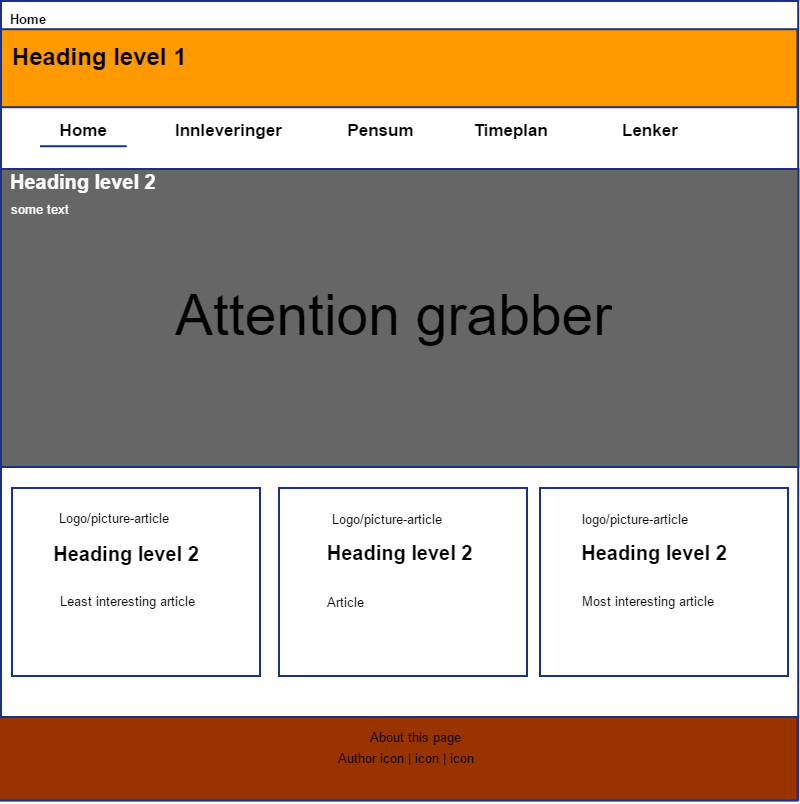 Home
Heading level 1
Home Innleveringer Pensum Timeplan Lenker
Heading level 2
some text
Attention grabber
Logo/picture-article
Heading level 2
Least interesting article
Logo/picture-article
Heading level 2
Article
logo/picture-article
Heading level 2
Most interesting article
About this page
Author icon | icon | icon